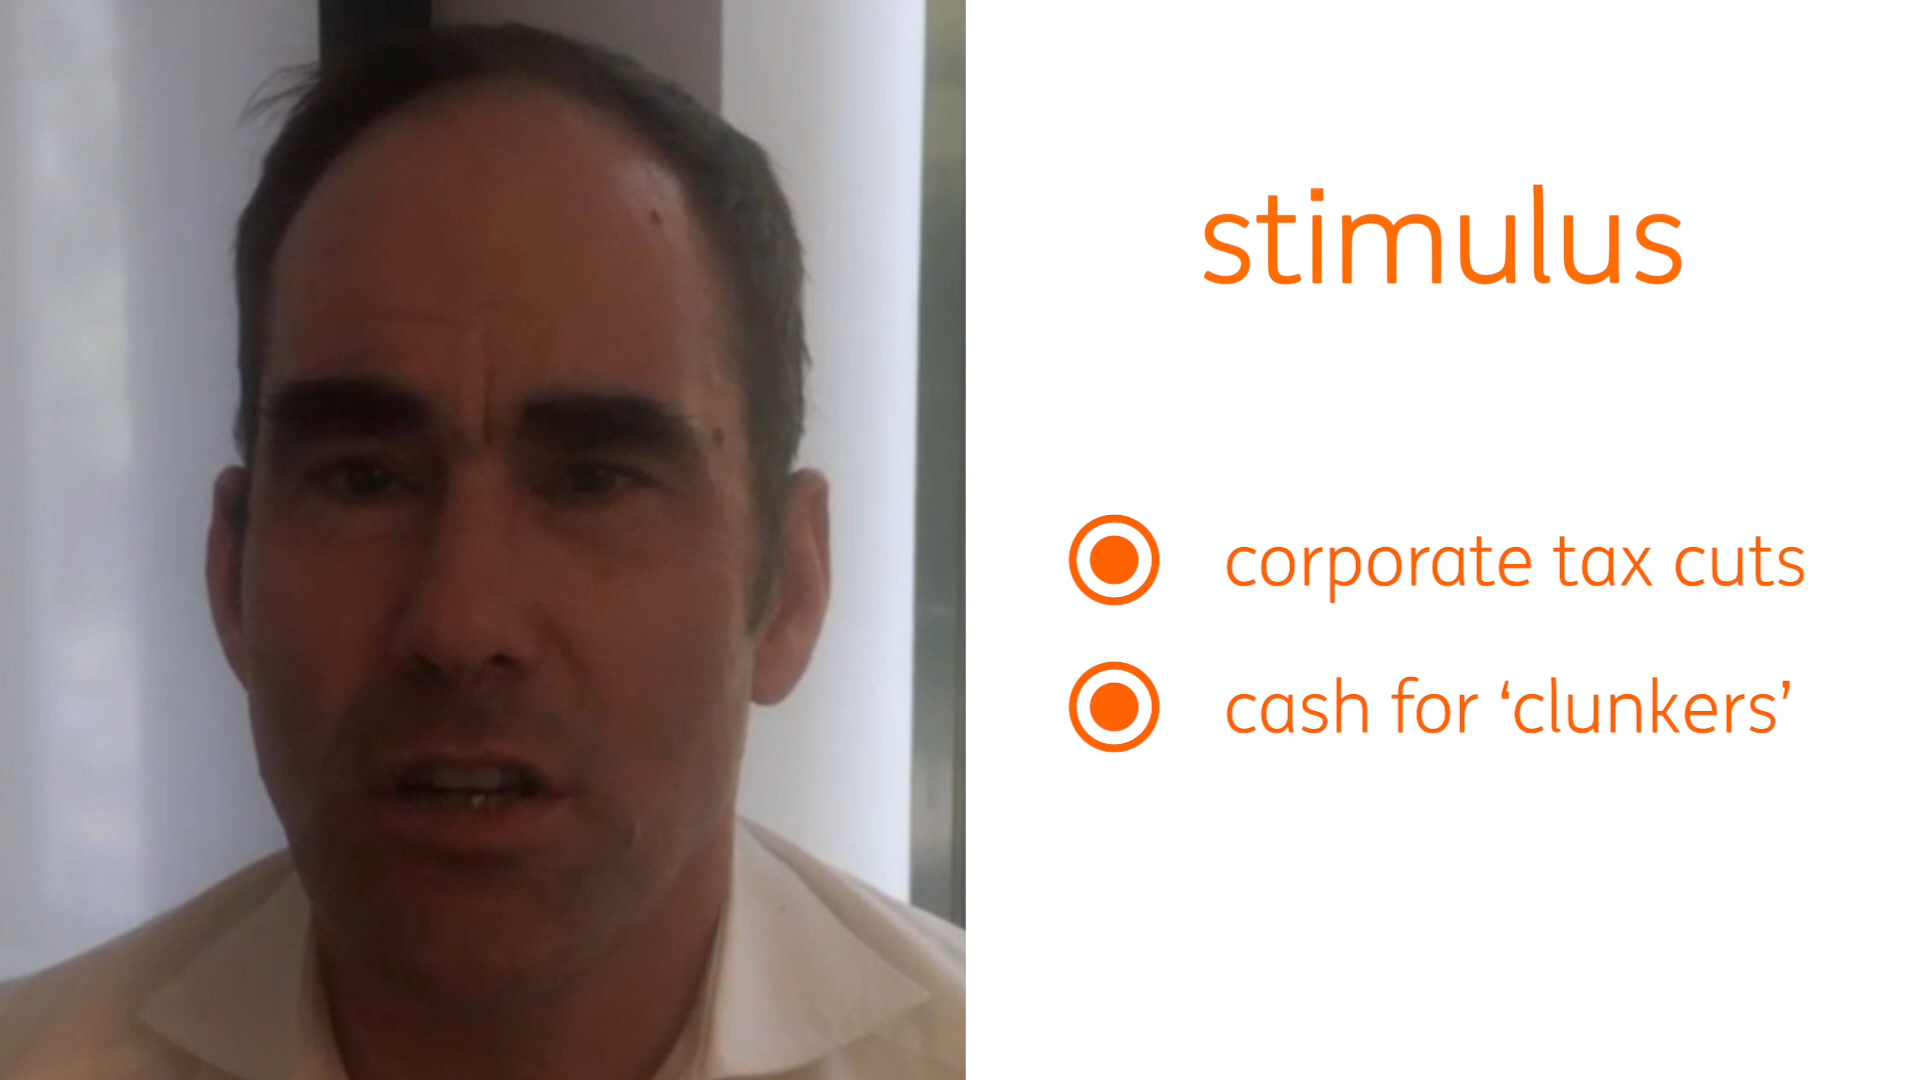 stimulus
corporate tax cuts
cash for ‘clunkers’